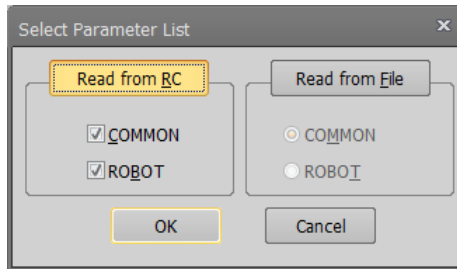 Select Parameter List x
Read from RC Read from File
COMMON COMMON
ROBOT ROBOT
OK Cancel